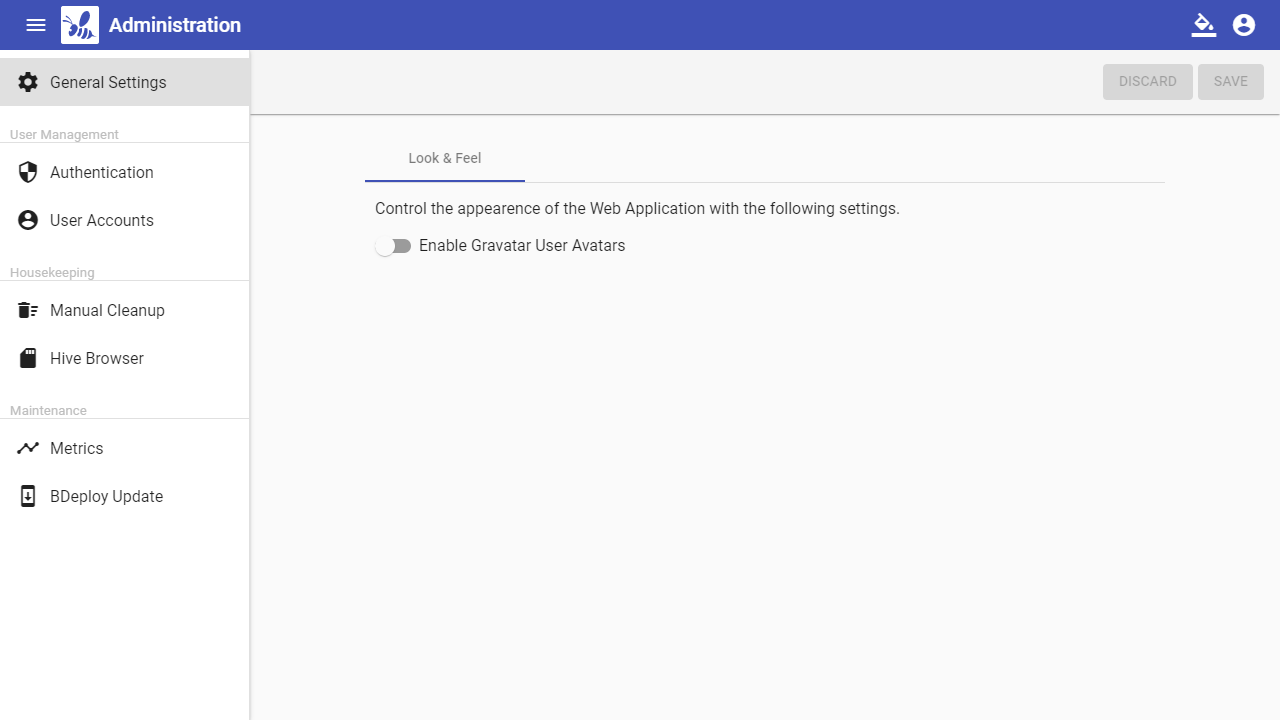 Administration
General Settings
DISCARD
SAVE
User Management
Authentication
User Accounts
Housekeeping
Manual Cleanup
Hive Browser
Maintenance
Metrics
BDeploy Update
Look & Feel
Control the appearence of the Web Application with the following settings.
Enable Gravatar User Avatars